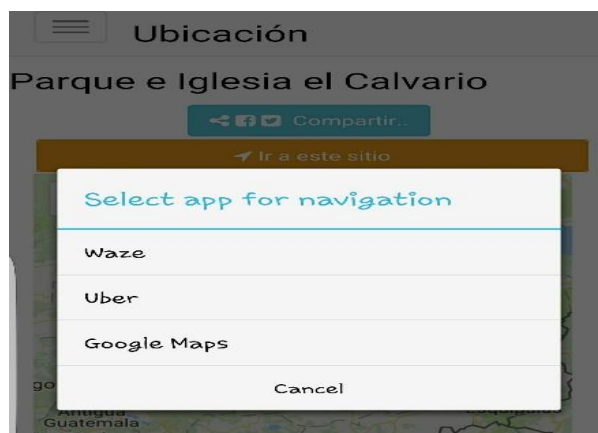 Ubicación
Parque e Iglesia el Calvario
Compartir..
Ir a este sitio
Select app for navigation
Waze
Uber
Google Maps
Cancel
go
Antigua
Guatemala